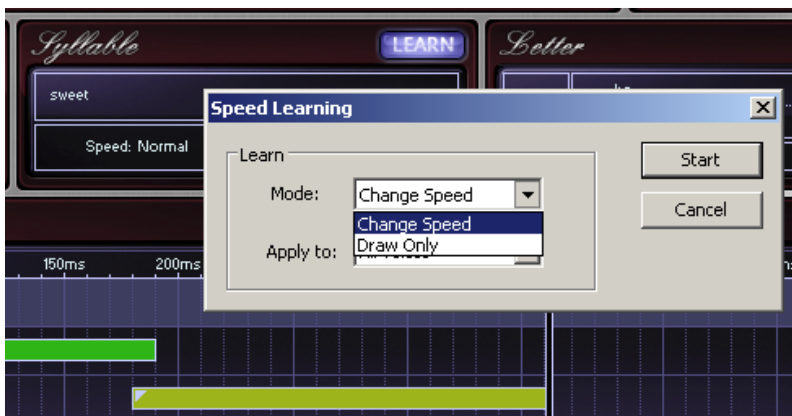 Syllable
LEARN
Letter
sweet
Speed: Normal
Speed Learning
Learn
Mode:
Change Speed
Change Speed
Draw Only
Apply to:
Start
Cancel
150ms
200ms